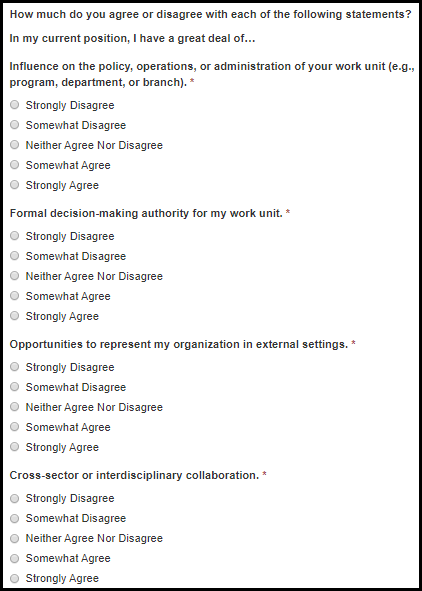 How much do you agree or disagree with each of the following statements?
In my current position, I have a great deal of…
Influence on the policy, operations, or administration of your work unit (e.g.,
program, department, or branch). *
Strongly Disagree
Somewhat Disagree
Neither Agree Nor Disagree
Somewhat Agree
Strongly Agree
Formal decision-making authority for my work unit. *
Strongly Disagree
Somewhat Disagree
Neither Agree Nor Disagree
Somewhat Agree
Strongly Agree
Opportunities to represent my organization in external settings. *
Strongly Disagree
Somewhat Disagree
Neither Agree Nor Disagree
Somewhat Agree
Strongly Agree
Cross-sector or interdisciplinary collaboration. *
Strongly Disagree
Somewhat Disagree
Neither Agree Nor Disagree
Somewhat Agree
Strongly Agree